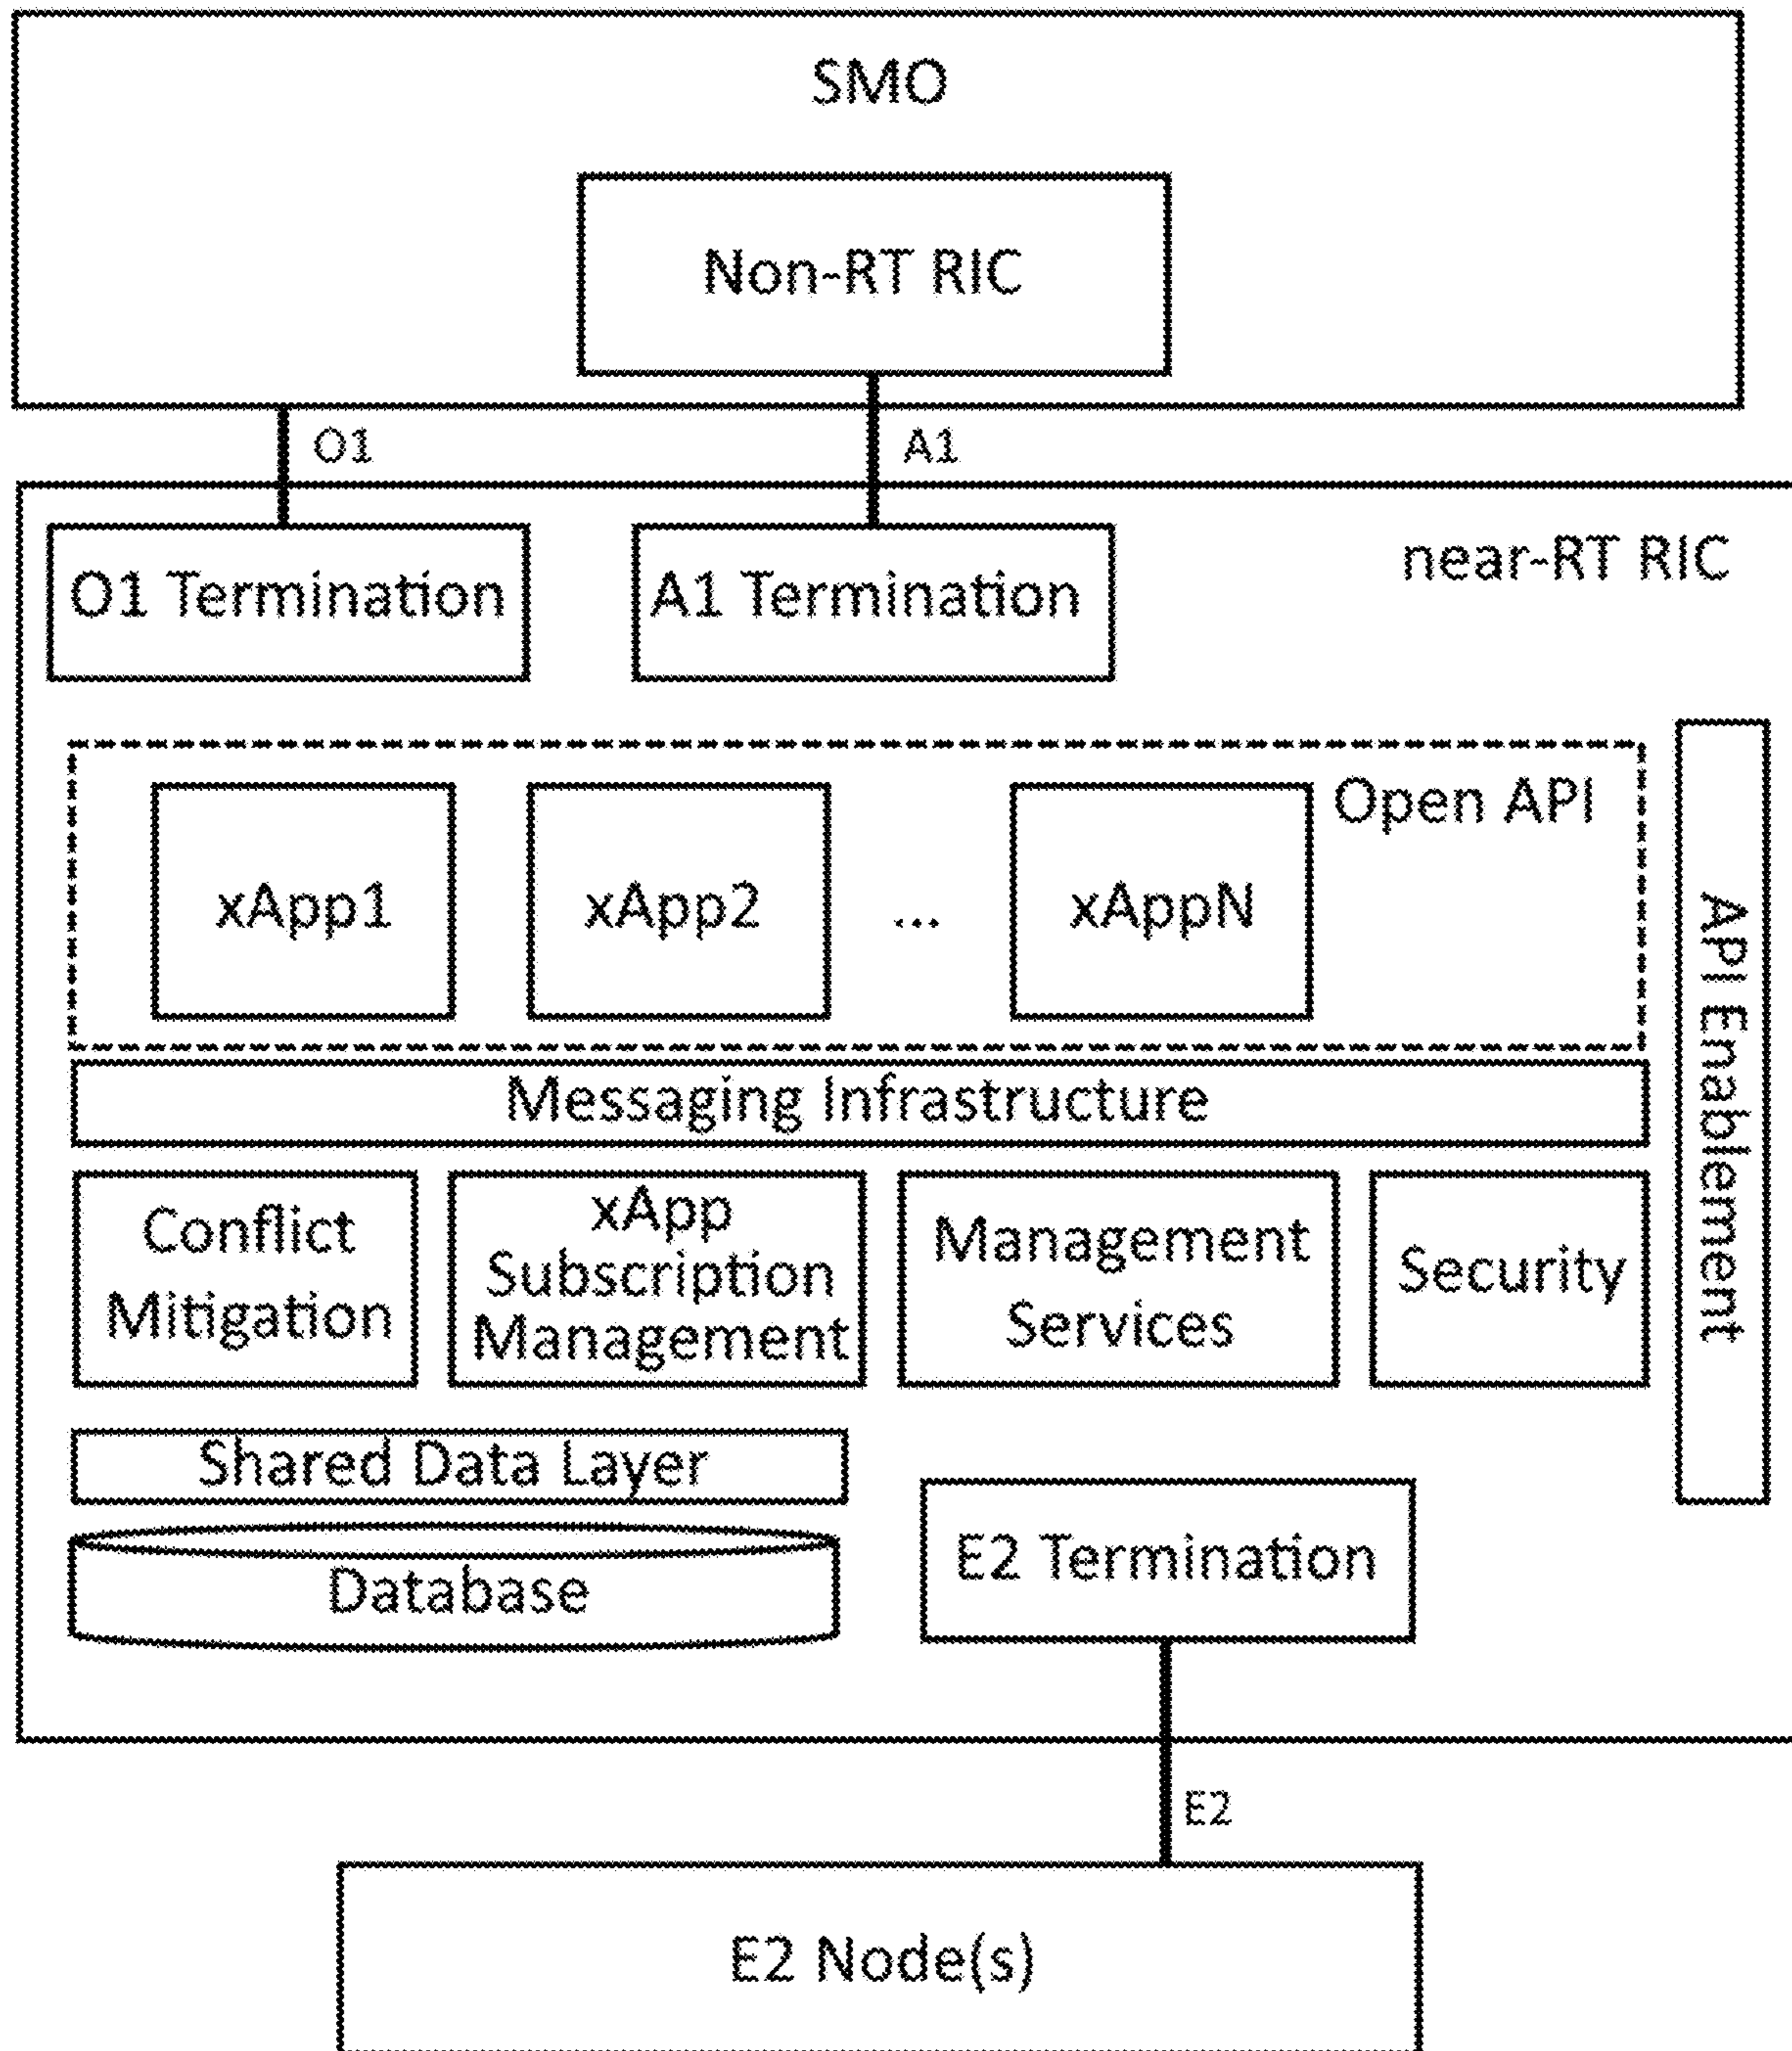 SMO
Non-RT RIC
O1
A1
near-RT RIC
O1 Termination
A1 Termination
Open API
xApp1
xApp2
...
xAppN
API Enablement
Messaging Infrastructure
Conflict
Mitigation
xApp
Subscription
Management
Management
Services
Security
Shared Data Layer
Database
E2 Termination
E2
E2 Node(s)